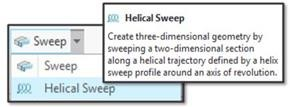 Sweep
Sweep
Helical Sweep
Helical Sweep
Create three-dimensional geometry by
sweeping a two-dimensional section
along a helical trajectory defined by a helix
sweep profile around an axis of revolution.